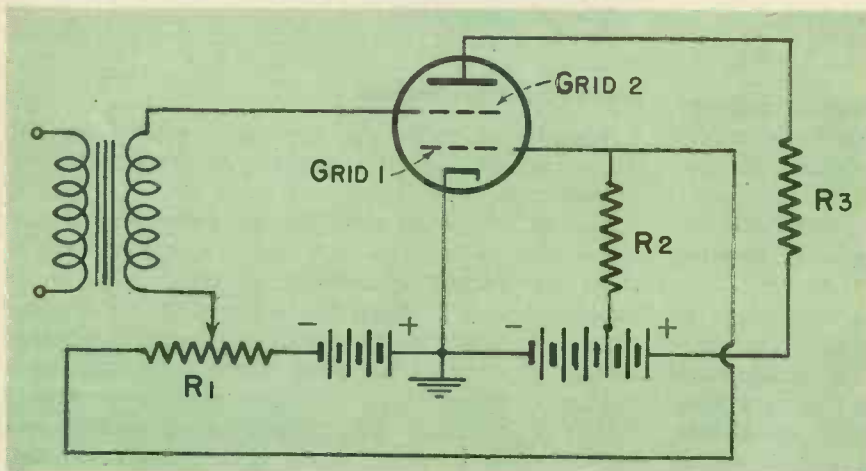 GRID 2
GRID 1
R2
R3
- +
- +
R1